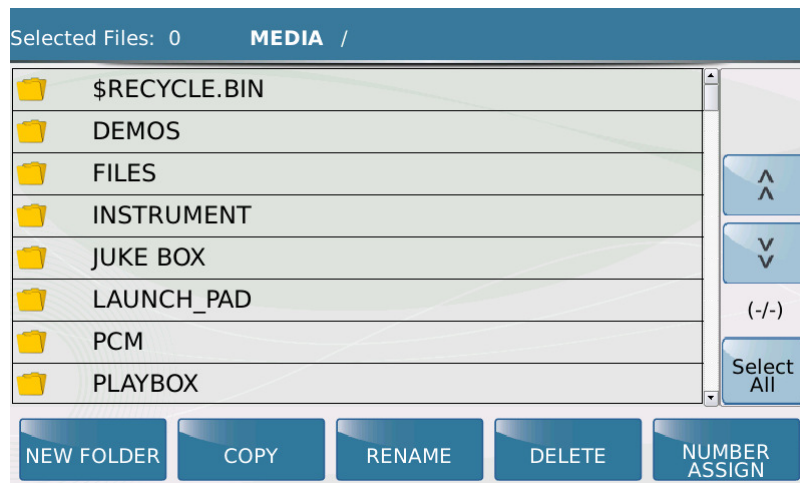 Selected Files: 0 MEDIA /
$RECYCLE.BIN
DEMOS
FILES
INSTRUMENT
JUKE BOX
LAUNCH_PAD
PCM
PLAYBOX
(-/-)
Select
All
NEW FOLDER
COPY
RENAME
DELETE
NUMBER
ASSIGN